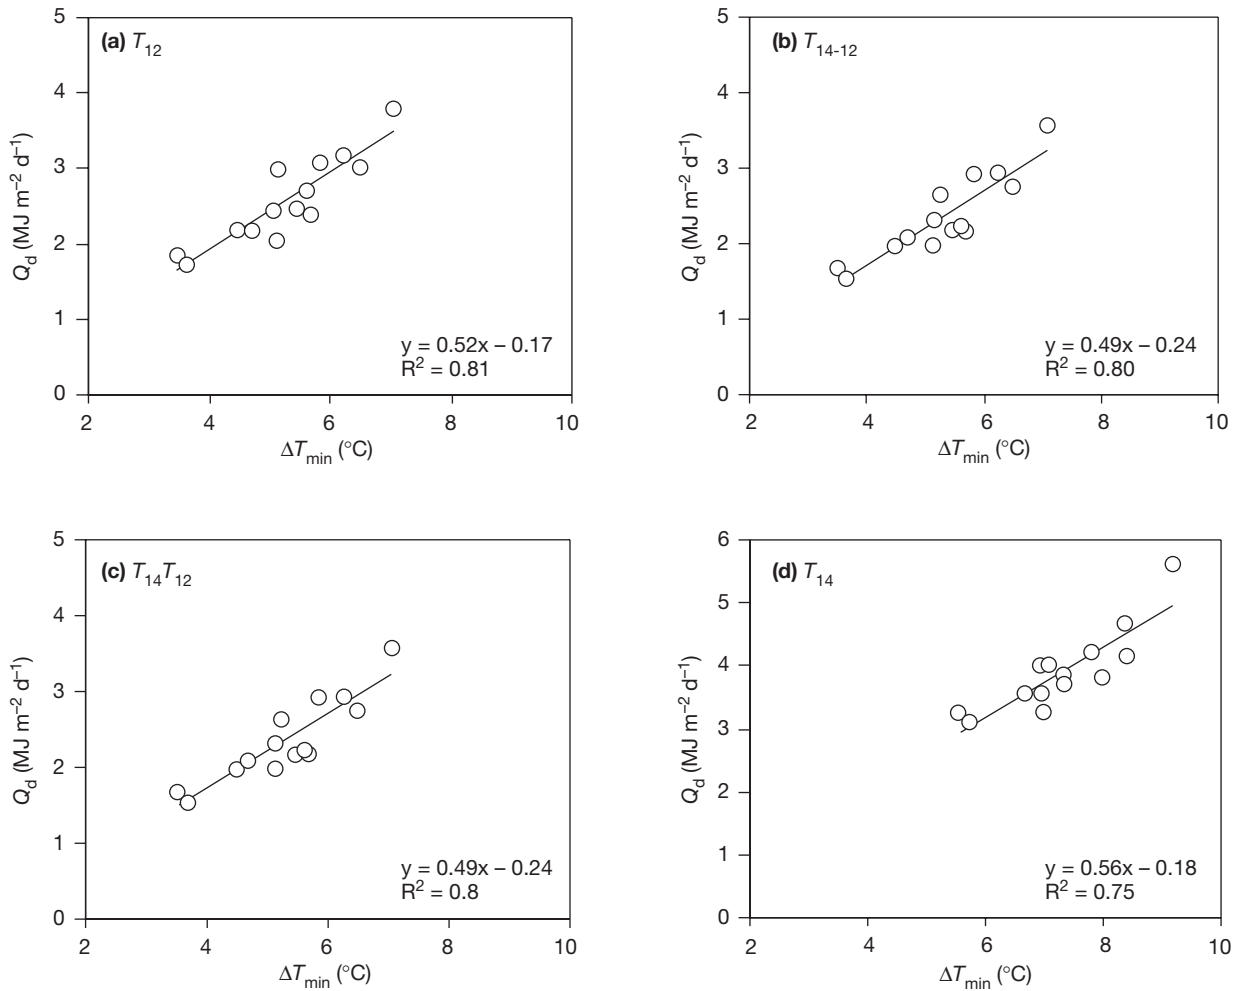 (a) T12
5
4
3
2
1
0
Qd (MJ m–2 d–1)
y = 0.52x – 0.17
R2 = 0.81
2 4 6 8 10
ΔTmin (°C)
(b) T14-12
5
4
3
2
1
0
Qd (MJ m–2 d–1)
y = 0.49x – 0.24
R2 = 0.80
2 4 6 8 10
ΔTmin (°C)
(c) T14T12
5
4
3
2
1
0
Qd (MJ m–2 d–1)
y = 0.49x – 0.24
R2 = 0.8
2 4 6 8 10
ΔTmin (°C)
(d) T14
6
5
4
3
2
1
0
Qd (MJ m–2 d–1)
y = 0.56x – 0.18
R2 = 0.75
2 4 6 8 10
ΔTmin (°C)